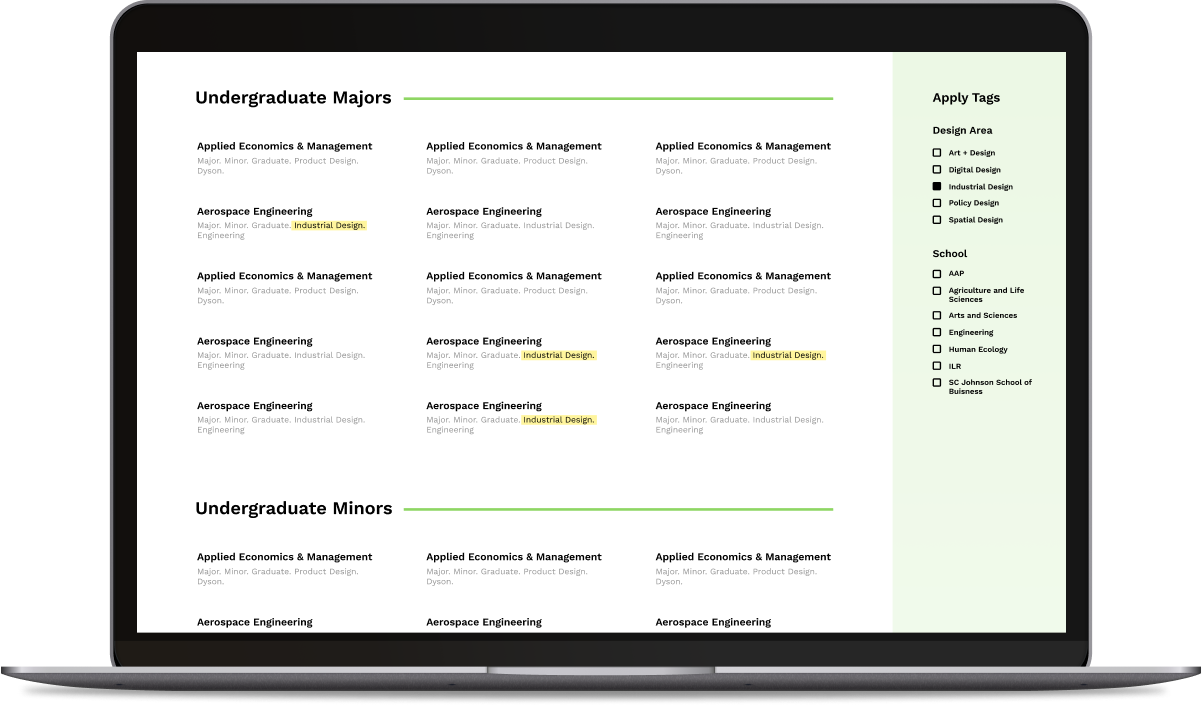 Undergraduate Majors
Applied Economics & Management
Major. Minor. Graduate. Product Design.
Dyson.
Applied Economics & Management
Major. Minor. Graduate. Product Design.
Dyson.
Applied Economics & Management
Major. Minor. Graduate. Product Design.
Dyson.
Aerospace Engineering
Major. Minor. Graduate. Industrial Design.
Engineering
Aerospace Engineering
Major. Minor. Graduate. Industrial Design.
Engineering
Aerospace Engineering
Major. Minor. Graduate. Industrial Design.
Engineering
Applied Economics & Management
Major. Minor. Graduate. Product Design.
Dyson.
Applied Economics & Management
Major. Minor. Graduate. Product Design.
Dyson.
Applied Economics & Management
Major. Minor. Graduate. Product Design.
Dyson.
Aerospace Engineering
Major. Minor. Graduate. Industrial Design.
Engineering
Aerospace Engineering
Major. Minor. Graduate. Industrial Design.
Engineering
Aerospace Engineering
Major. Minor. Graduate. Industrial Design.
Engineering
Aerospace Engineering
Major. Minor. Graduate. Industrial Design.
Engineering
Aerospace Engineering
Major. Minor. Graduate. Industrial Design.
Engineering
Aerospace Engineering
Major. Minor. Graduate. Industrial Design.
Engineering
Undergraduate Minors
Applied Economics & Management
Major. Minor. Graduate. Product Design.
Dyson.
Applied Economics & Management
Major. Minor. Graduate. Product Design.
Dyson.
Applied Economics & Management
Major. Minor. Graduate. Product Design.
Dyson.
Aerospace Engineering
Aerospace Engineering
Aerospace Engineering
Apply Tags
Design Area
Art + Design
Digital Design
Industrial Design
Policy Design
Spatial Design
School
AAP
Agriculture and Life
Sciences
Arts and Sciences
Engineering
Human Ecology
ILR
SC Johnson School of
Buisness